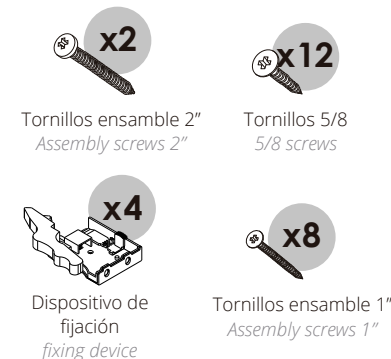 x2
Tornillos ensamble 2”
Assembly screws 2”
x12
Tornillos 5/8
5/8 screws
x4
Dispositivo de
fijación
fixing device
x8
Tornillos ensamble 1”
Assembly screws 1”